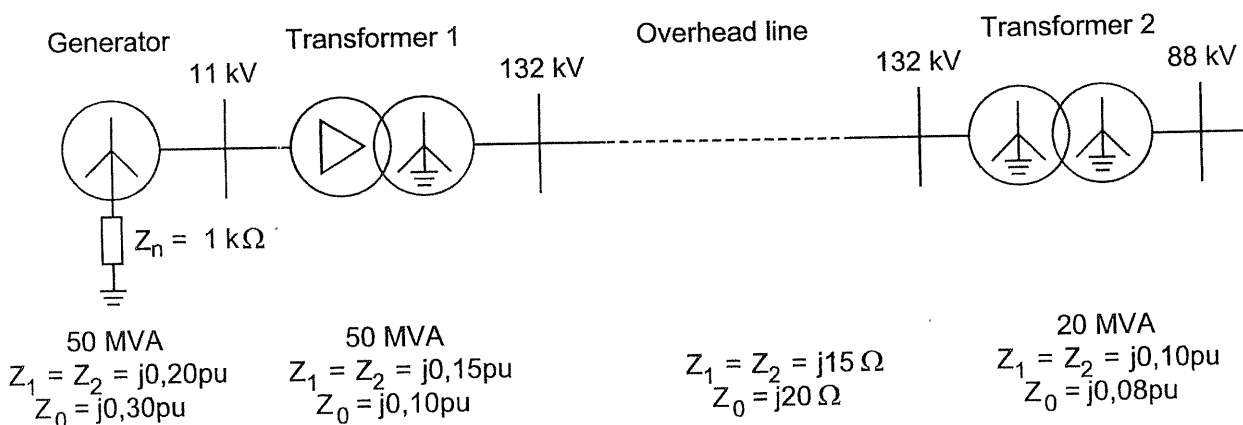 Generator
Transformer 1
Overhead line
Transformer 2
11 kV
132 kV
132 kV
88 kV
Zn = 1 kΩ
50 MVA
Z1 = Z2 = j0,20pu
Z0 = j0,30pu
50 MVA
Z1 = Z2 = j0,15pu
Z0 = j0,10pu
Z1 = Z2 = j15 Ω
Z0 = j20 Ω
20 MVA
Z1 = Z2 = j0,10pu
Z0 = j0,08pu